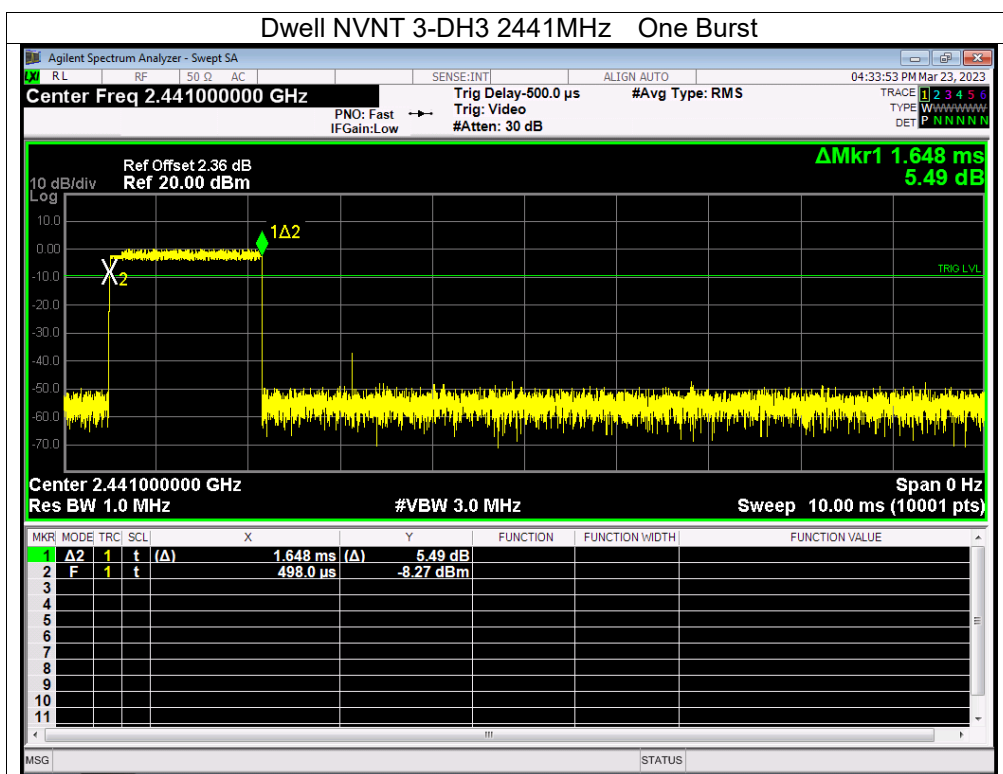 Dwell NVNT 3-DH3 2441MHz One Burst
Agilent Spectrum Analyzer - Swept SA
LXI RL RF 50 Ω AC SENSE:INT ALIGN AUTO 04:33:53 PM Mar 23, 2023
Center Freq 2.441000000 GHz Trig Delay-500.0 µs #Avg Type: RMS TRACE 1 2 3 4 5 6
PNO: Fast Trig: Video TYPE WWWWWW
IFGain:Low #Atten: 30 dB DET P N N N N N
ΔMkr1 1.648 ms
5.49 dB
Ref Offset 2.36 dB
10 dB/div Ref 20.00 dBm
Log
10.0
1Δ2
0.00
TRIG LVL
-10.0
2
-20.0
-30.0
-40.0
-50.0
-60.0
-70.0
Center 2.441000000 GHz Span 0 Hz
Res BW 1.0 MHz #VBW 3.0 MHz Sweep 10.00 ms (10001 pts)
MKR MODE TRC SCL X Y FUNCTION FUNCTION WIDTH FUNCTION VALUE
1 Δ2 1 t (Δ) 1.648 ms (Δ) 5.49 dB
2 F 1 t 498.0 µs -8.27 dBm
3
4
5
6
7
8
9
10
11
MSG STATUS